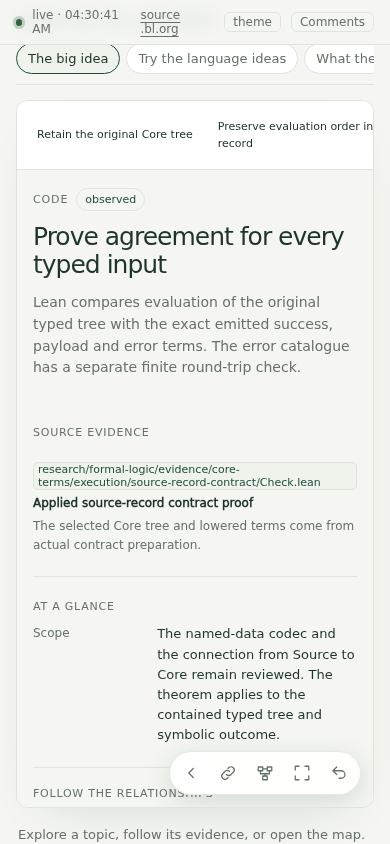 live · 04:30:41
AM
source
.bl.org
theme
Comments
The big idea
Try the language ideas
What the
Retain the original Core tree
Preserve evaluation order in
record
CODE
observed
Prove agreement for every
typed input
Lean compares evaluation of the original
typed tree with the exact emitted success,
payload and error terms. The error catalogue
has a separate finite round-trip check.
SOURCE EVIDENCE
research/formal-logic/evidence/core-
terms/execution/source-record-contract/Check.lean
Applied source-record contract proof
The selected Core tree and lowered terms come from
actual contract preparation.
AT A GLANCE
Scope
The named-data codec and
the connection from Source to
Core remain reviewed. The
theorem applies to the
contained typed tree and
symbolic outcome.
FOLLOW THE RELATIONSHIPS
Explore a topic, follow its evidence, or open the map.